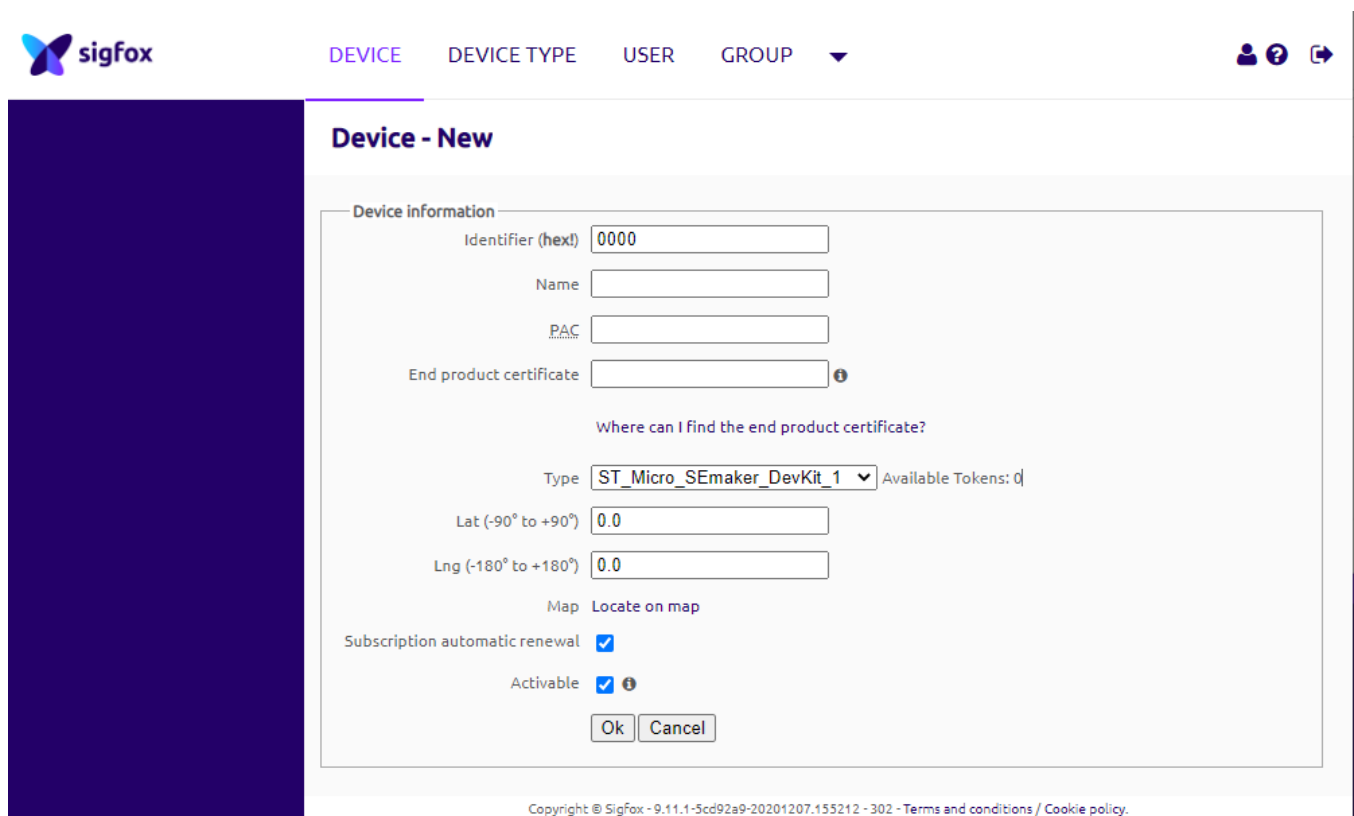 sigfox
DEVICE DEVICE TYPE USER GROUP
Device - New
Device information
Identifier (hex!) 0000
Name
PAC
End product certificate
Where can I find the end product certificate?
Type ST_Micro_SEmaker_DevKit_1 Available Tokens: 0
Lat (-90° to +90°) 0.0
Lng (-180° to +180°) 0.0
Map Locate on map
Subscription automatic renewal
Activable
Ok Cancel
Copyright © Sigfox - 9.11.1-5cd92a9-20201207.155212 - 302 - Terms and conditions / Cookie policy.